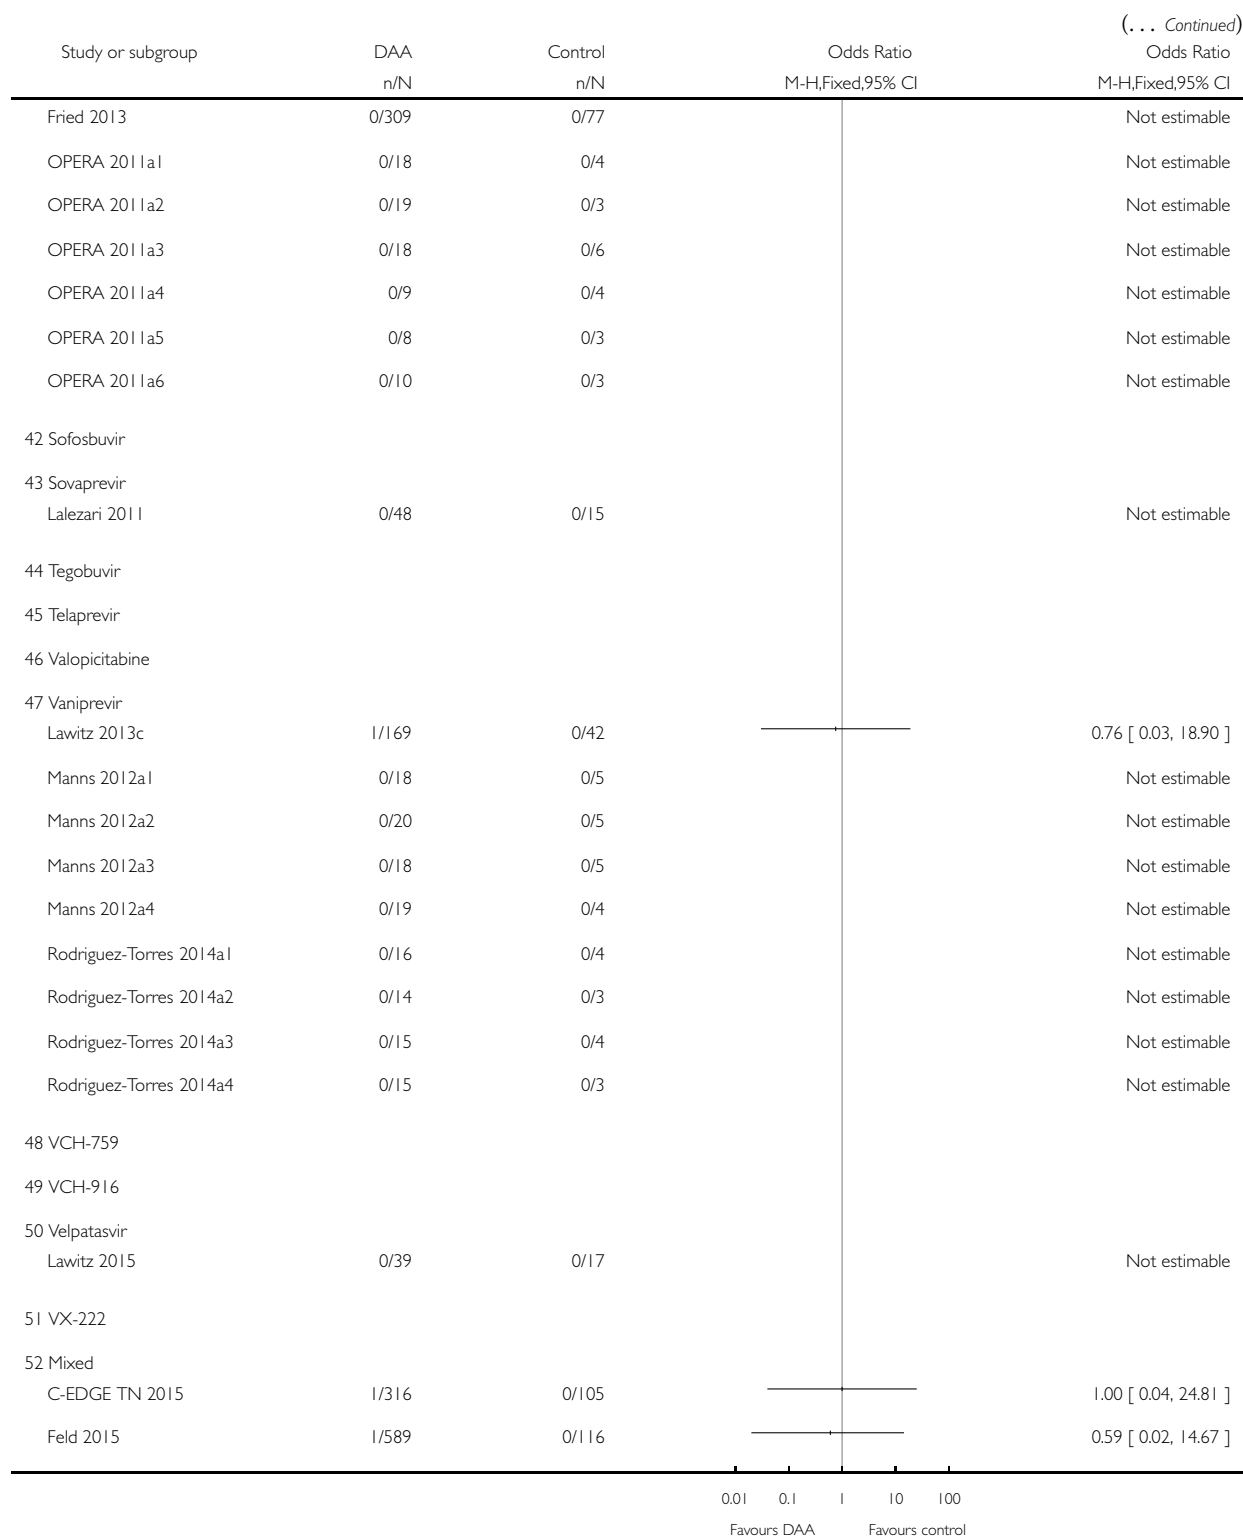 (... Continued)
Study or subgroup DAA Control Odds Ratio Odds Ratio
n/N n/N M-H,Fixed,95% CI M-H,Fixed,95% CI
Fried 2013 0/309 0/77 Not estimable
OPERA 2011a1 0/18 0/4 Not estimable
OPERA 2011a2 0/19 0/3 Not estimable
OPERA 2011a3 0/18 0/6 Not estimable
OPERA 2011a4 0/9 0/4 Not estimable
OPERA 2011a5 0/8 0/3 Not estimable
OPERA 2011a6 0/10 0/3 Not estimable
42 Sofosbuvir
43 Sovaprevir
Lalezari 2011 0/48 0/15 Not estimable
44 Tegobuvir
45 Telaprevir
46 Valopicitabine
47 Vaniprevir
Lawitz 2013c 1/169 0/42 0.76 [ 0.03, 18.90 ]
Manns 2012a1 0/18 0/5 Not estimable
Manns 2012a2 0/20 0/5 Not estimable
Manns 2012a3 0/18 0/5 Not estimable
Manns 2012a4 0/19 0/4 Not estimable
Rodriguez-Torres 2014a1 0/16 0/4 Not estimable
Rodriguez-Torres 2014a2 0/14 0/3 Not estimable
Rodriguez-Torres 2014a3 0/15 0/4 Not estimable
Rodriguez-Torres 2014a4 0/15 0/3 Not estimable
48 VCH-759
49 VCH-916
50 Velpatasvir
Lawitz 2015 0/39 0/17 Not estimable
51 VX-222
52 Mixed
C-EDGE TN 2015 1/316 0/105 1.00 [ 0.04, 24.81 ]
Feld 2015 1/589 0/116 0.59 [ 0.02, 14.67 ]
0.01 0.1 1 10 100
Favours DAA Favours control